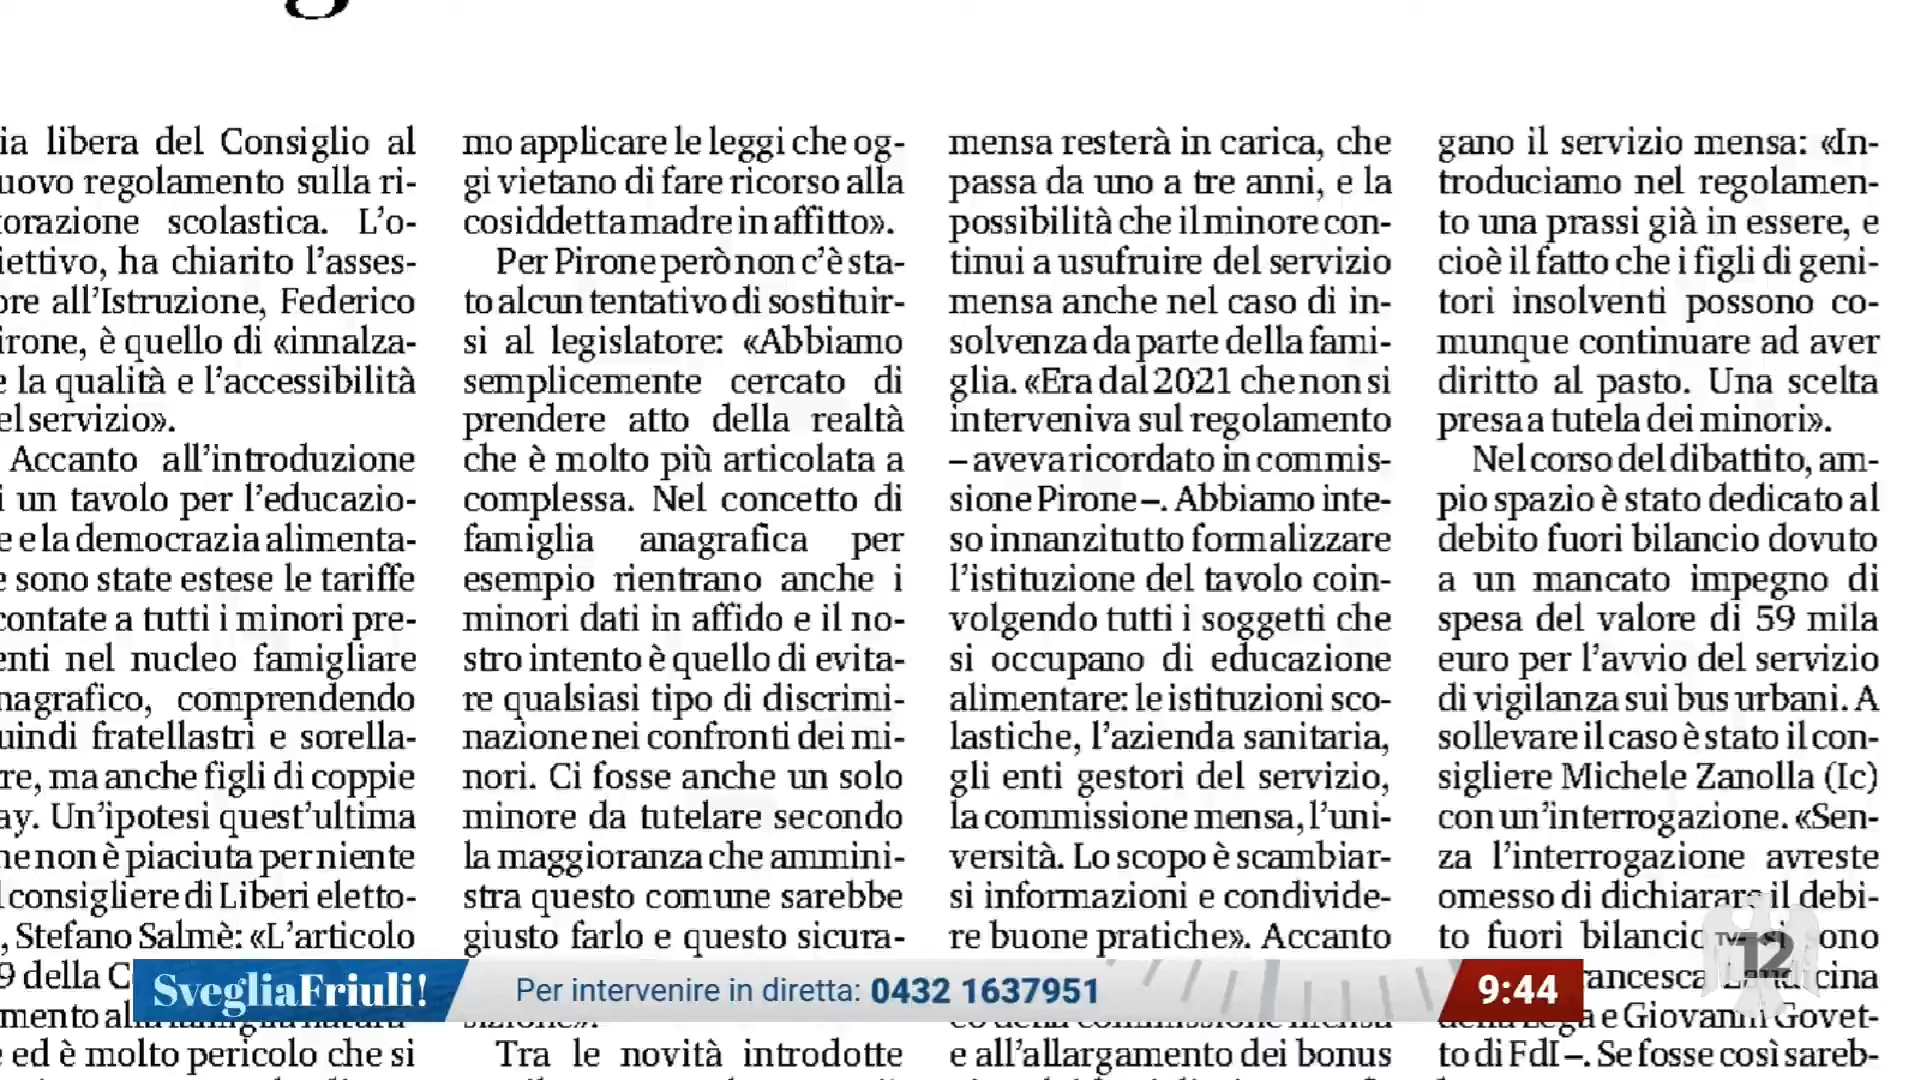 ia libera del Consiglio al
uovo regolamento sulla ri-
torazione scolastica. L'o-
iettivo, ha chiarito l'asses-
ore all'Istruzione, Federico
irone, è quello di «innalza-
e la qualità e l'accessibilità
el servizio».
Accanto all'introduzione
i un tavolo per l'educazio-
e e la democrazia alimenta-
e sono state estese le tariffe
contate a tutti i minori pre-
enti nel nucleo famigliare
nagrafico, comprendendo
uindi fratellastri e sorella-
re, ma anche figli di coppie
ay. Un'ipotesi quest'ultima
he non è piaciuta per niente
l consigliere di Liberi eletto-
, Stefano Salmè: «L'articolo
9 della C
mento alla famiglia natura-
e ed è molto pericolo che si
mo applicare le leggi che og-
gi vietano di fare ricorso alla
cosiddetta madre in affitto».
Per Pirone però non c'è sta-
to alcun tentativo di sostituir-
si al legislatore: «Abbiamo
semplicemente cercato di
prendere atto della realtà
che è molto più articolata a
complessa. Nel concetto di
famiglia anagrafica per
esempio rientrano anche i
minori dati in affido e il no-
stro intento è quello di evita-
re qualsiasi tipo di discrimi-
nazione nei confronti dei mi-
nori. Ci fosse anche un solo
minore da tutelare secondo
la maggioranza che ammini-
stra questo comune sarebbe
giusto farlo e questo sicura-
sizione».
Tra le novità introdotte
mensa resterà in carica, che
passa da uno a tre anni, e la
possibilità che il minore con-
tinui a usufruire del servizio
mensa anche nel caso di in-
solvenza da parte della fami-
glia. «Era dal 2021 che non si
interveniva sul regolamento
– aveva ricordato in commis-
sione Pirone –. Abbiamo inte-
so innanzitutto formalizzare
l'istituzione del tavolo coin-
volgendo tutti i soggetti che
si occupano di educazione
alimentare: le istituzioni sco-
lastiche, l'azienda sanitaria,
gli enti gestori del servizio,
la commissione mensa, l'uni-
versità. Lo scopo è scambiar-
si informazioni e condivide-
re buone pratiche». Accanto
co della commissione mensa
e all'allargamento dei bonus
gano il servizio mensa: «In-
troduciamo nel regolamen-
to una prassi già in essere, e
cioè il fatto che i figli di geni-
tori insolventi possono co-
munque continuare ad aver
diritto al pasto. Una scelta
presa a tutela dei minori».
Nel corso del dibattito, am-
pio spazio è stato dedicato al
debito fuori bilancio dovuto
a un mancato impegno di
spesa del valore di 59 mila
euro per l'avvio del servizio
di vigilanza sui bus urbani. A
sollevare il caso è stato il con-
sigliere Michele Zanolla (Ic)
con un'interrogazione. «Sen-
za l'interrogazione avreste
omesso di dichiarare il debi-
to fuori bilancio – si sono
rancesca Laudicina
della Lega e Giovanni Govet-
to di FdI –. Se fosse così sareb-
SvegliaFriuli!
Per intervenire in diretta: 0432 1637951
9:44
TV12